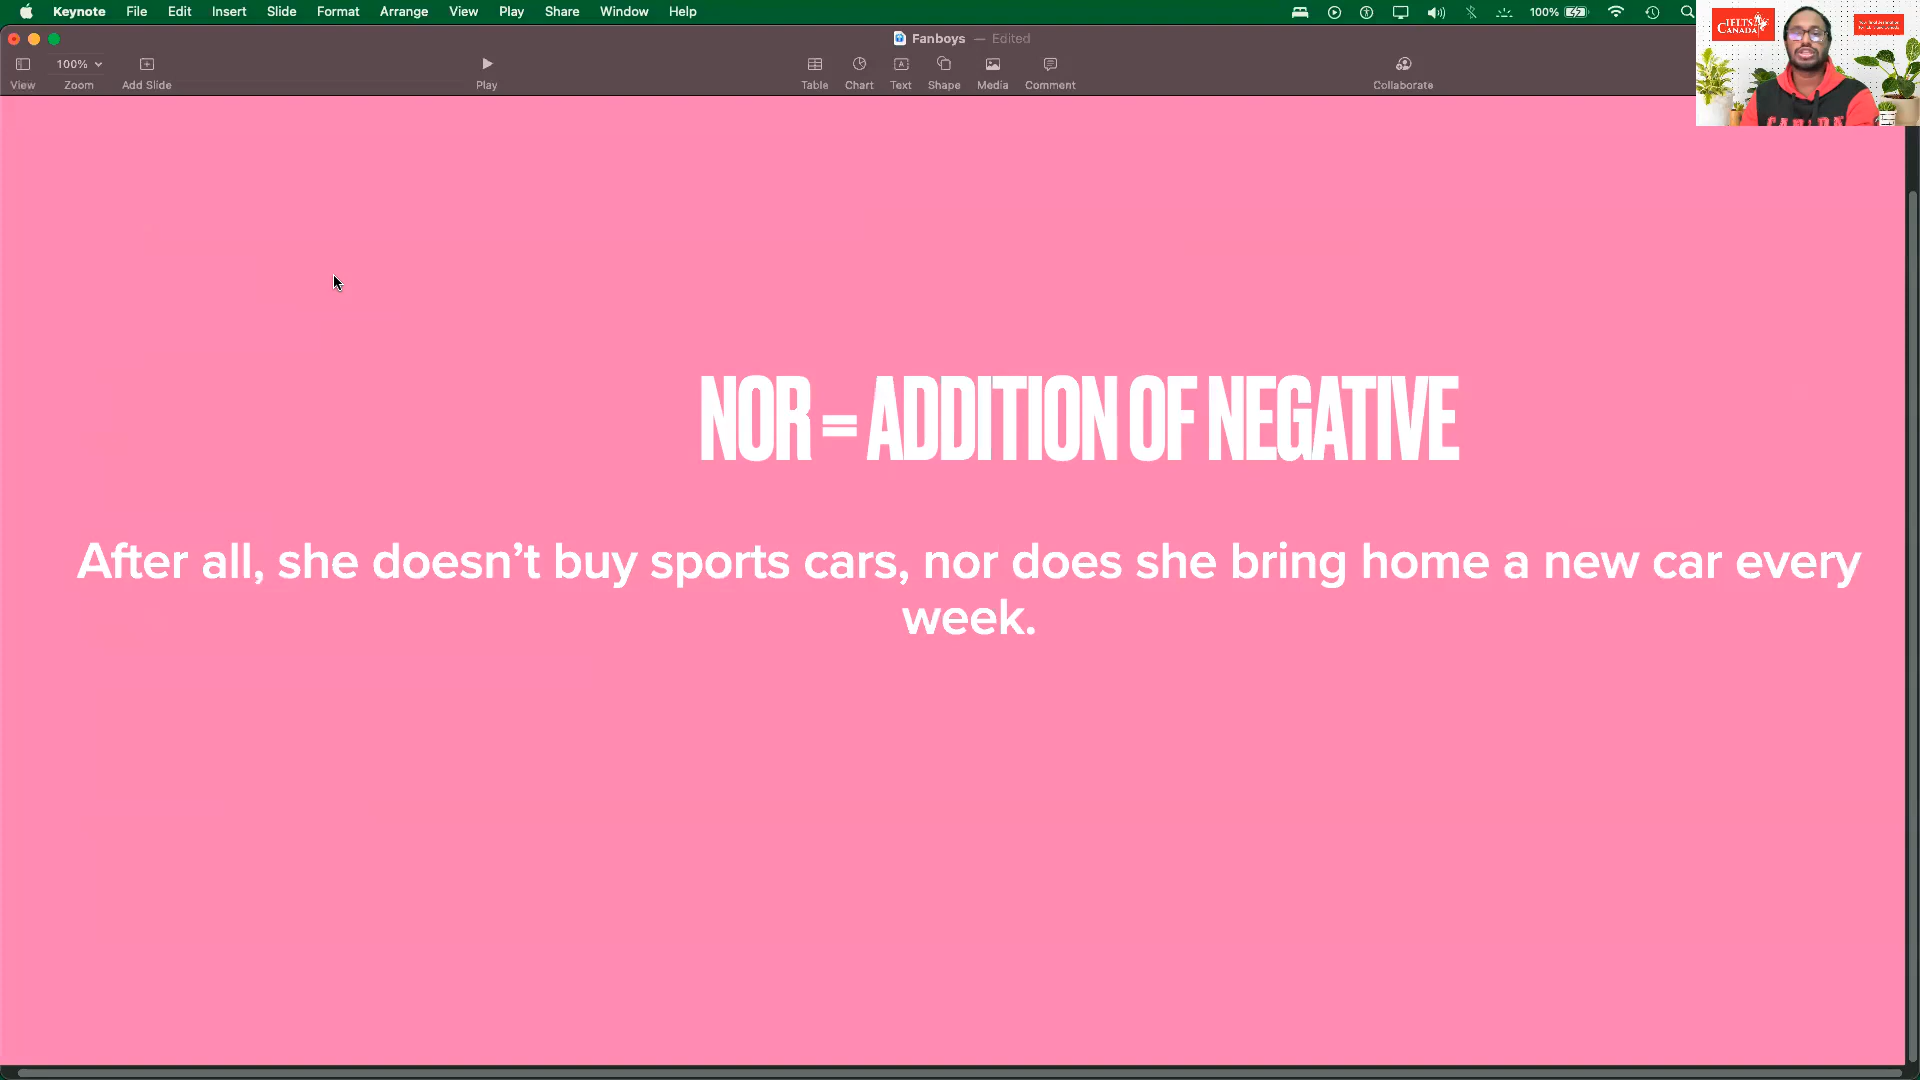 Keynote File Edit Insert Slide Format Arrange View Play Share Window Help 100%
Fanboys — Edited
100%
View Zoom Add Slide Play Table Chart Text Shape Media Comment Collaborate
IELTS
CANADA
NOR = ADDITION OF NEGATIVE
After all, she doesn’t buy sports cars, nor does she bring home a new car every
week.